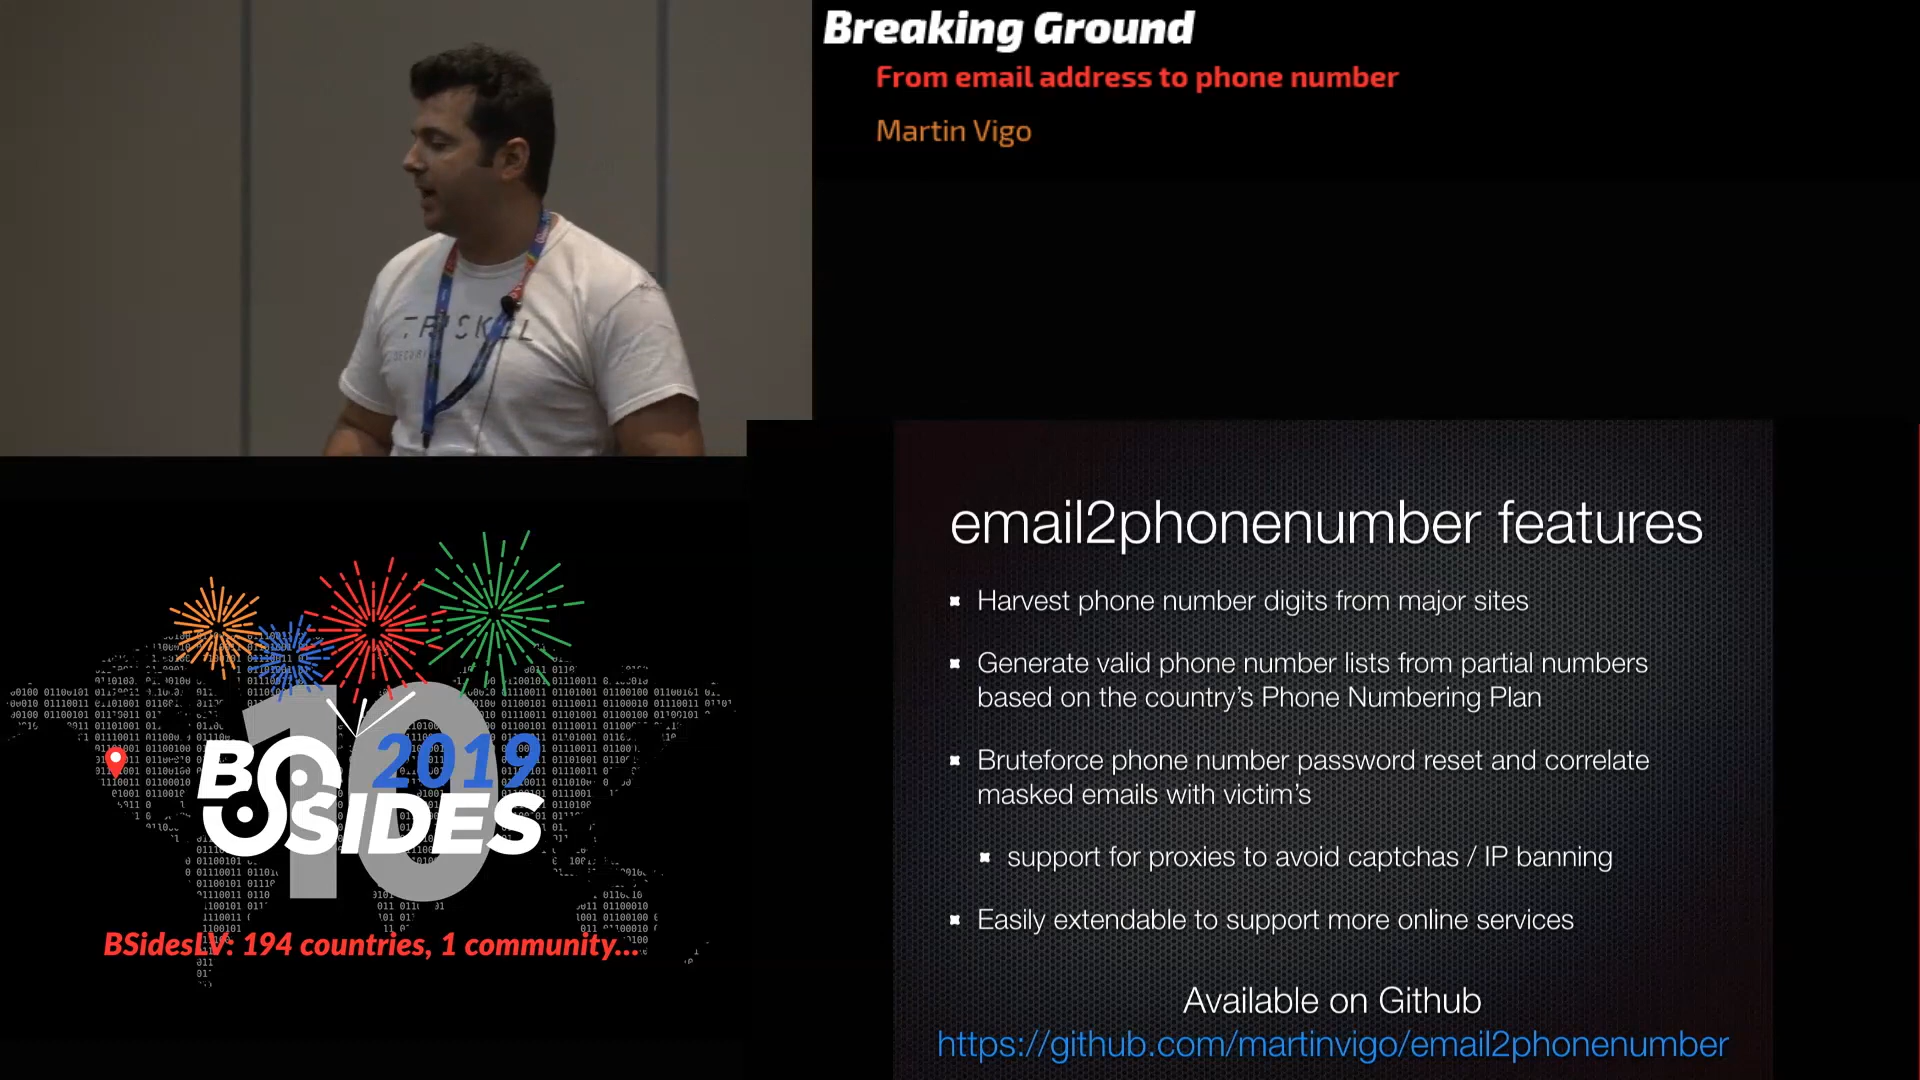 Breaking Ground
From email address to phone number
Martin Vigo
TRISKEL
SECURITY
email2phonenumber features
Harvest phone number digits from major sites
Generate valid phone number lists from partial numbers
based on the country’s Phone Numbering Plan
Bruteforce phone number password reset and correlate
masked emails with victim’s
support for proxies to avoid captchas / IP banning
Easily extendable to support more online services
Available on Github
https://github.com/martinvigo/email2phonenumber
10
2019
BSIDES
BSidesLV: 194 countries, 1 community...